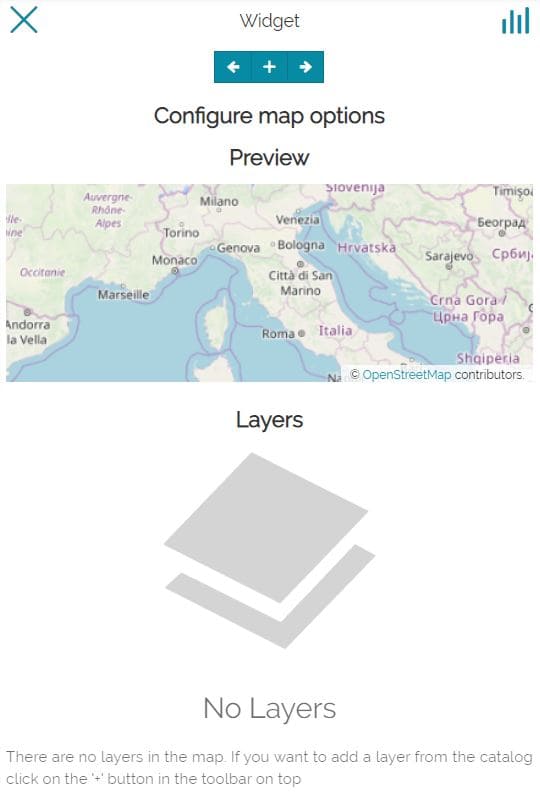 Widget
+
Configure map options
Preview
Slovenija
Timișoa
Auvergne-
Rhône-
Alpes
Milano
Venezia
Београд
Torino
Genova
Bologna
Hrvatska
Sarajevo
Србиј
Monaco
Occitanie
Città di San
Marino
Marseille
Crna Gora /
Црна Гора
Andorra
la Vella
Roma
Italia
Shqiperia
Na
© OpenStreetMap contributors.
Layers
No Layers
There are no layers in the map. If you want to add a layer from the catalog
click on the '+' button in the toolbar on top